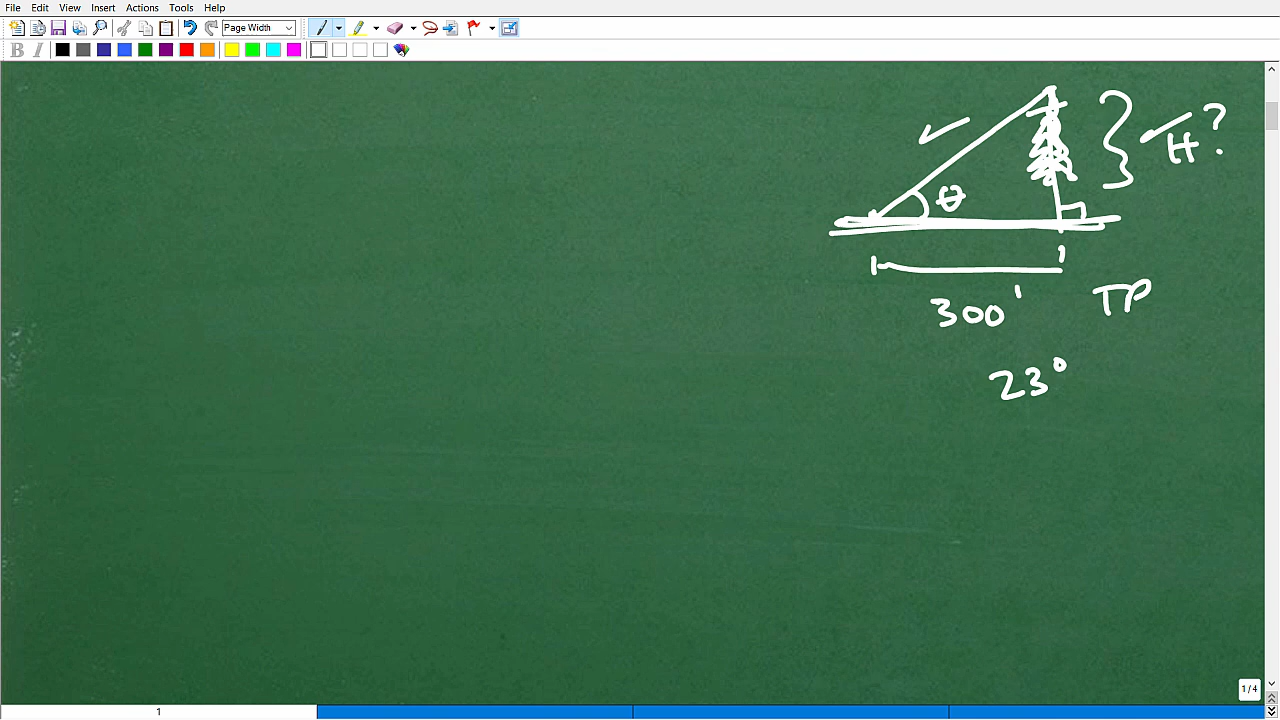 File Edit View Insert Actions Tools Help
Page Width
B I
H?
θ
300'
TP
23°
1/4
1